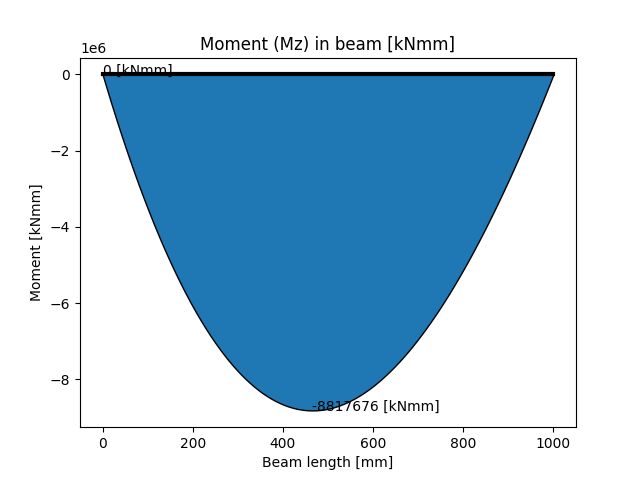 Moment (Mz) in beam [kNmm]
1e6
0 [kNmm]
0
−2
−4
−6
−8
Moment [kNmm]
-8817676 [kNmm]
0 200 400 600 800 1000
Beam length [mm]